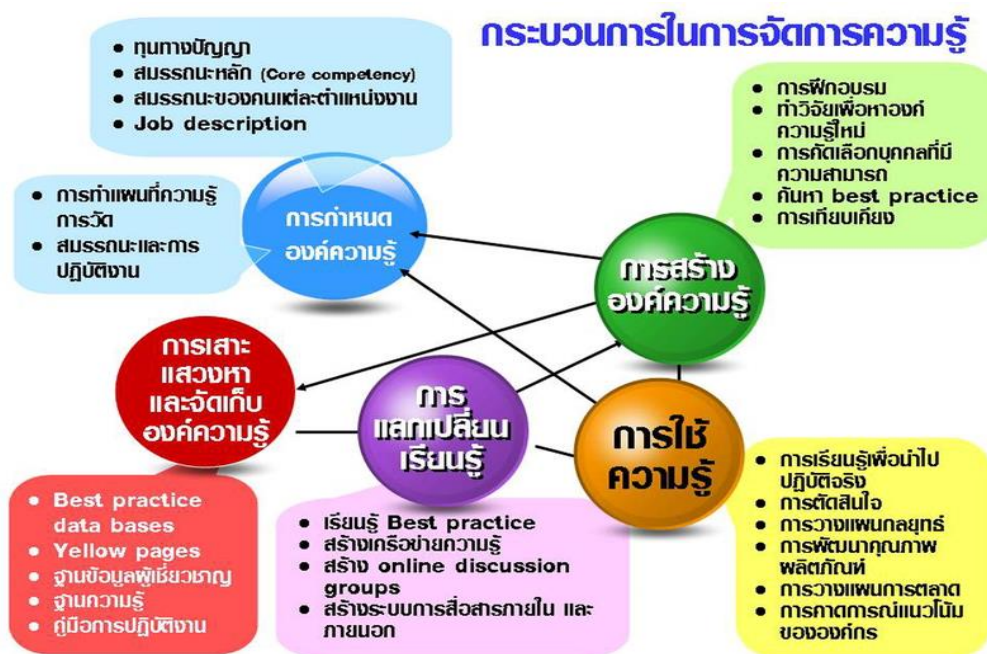 กระบวนการในการจัดการความรู้
• ทุนทางปัญญา
• สมรรถนะหลัก (Core competency)
• สมรรถนะของคนแต่ละตำแหน่งงาน
• Job description
• การทำแผนที่ความรู้
การวัด
• สมรรถนะและการ
ปฏิบัติงาน
การกำหนด
องค์ความรู้
• การฝึกอบรม
• ทำวิจัยเพื่อหาองค์
ความรู้ใหม่
• การคัดเลือกบุคคลที่มี
ความสามารถ
• ค้นหา best practice
• การเทียบเคียง
การสร้าง
องค์ความรู้
การเสาะ
แสวงหา
และจัดเก็บ
องค์ความรู้
การ
แลกเปลี่ยน
เรียนรู้
การใช้
ความรู้
• Best practice
data bases
• Yellow pages
• ฐานข้อมูลผู้เชี่ยวชาญ
• ฐานความรู้
• คู่มือการปฏิบัติงาน
• เรียนรู้ Best practice
• สร้างเครือข่ายความรู้
• สร้าง online discussion
groups
• สร้างระบบการสื่อสารภายใน และ
ภายนอก
• การเรียนรู้เพื่อนำไป
ปฏิบัติจริง
• การตัดสินใจ
• การวางแผนกลยุทธ์
• การพัฒนาคุณภาพ
ผลิตภัณฑ์
• การวางแผนการตลาด
• การคาดการณ์แนวโน้ม
ขององค์กร